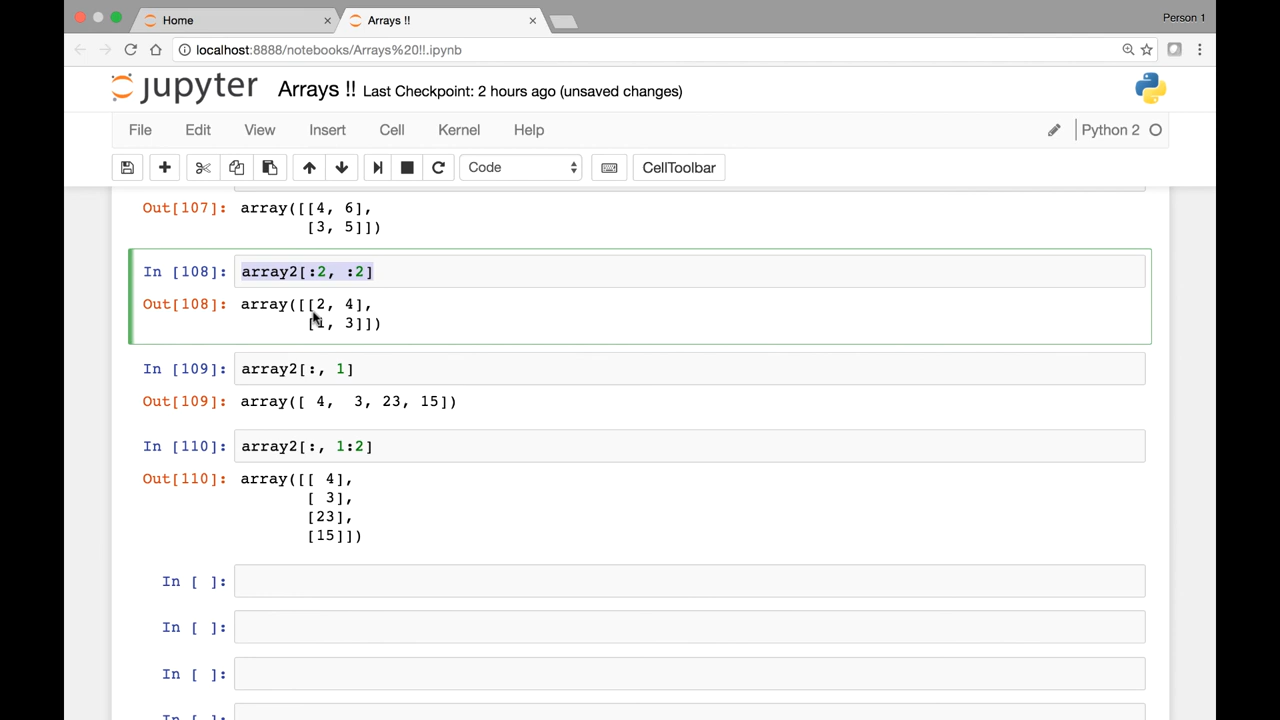 Home
Arrays !!
Person 1
localhost:8888/notebooks/Arrays%20!!.ipynb
jupyter Arrays !! Last Checkpoint: 2 hours ago (unsaved changes)
File Edit View Insert Cell Kernel Help Python 2
Code CellToolbar
Out[107]: array([[4, 6],
[3, 5]])
In [108]: array2[:2, :2]
Out[108]: array([[2, 4],
[1, 3]])
In [109]: array2[:, 1]
Out[109]: array([ 4,  3, 23, 15])
In [110]: array2[:, 1:2]
Out[110]: array([[ 4],
[ 3],
[23],
[15]])
In [ ]:
In [ ]:
In [ ]:
In [ ]: